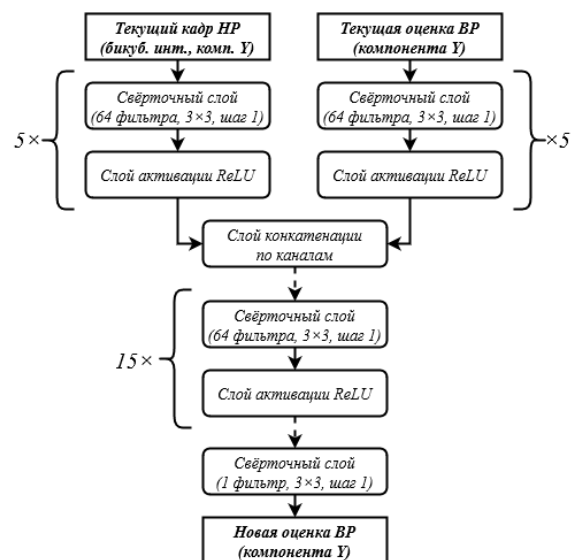 Текущий кадр НР
(бикуб. инт., комп. Y)
Текущая оценка ВР
(компонента Y)
Свёрточный слой
(64 фильтра, 3×3, шаг 1)
Свёрточный слой
(64 фильтра, 3×3, шаг 1)
5×
×5
Слой активации ReLU
Слой активации ReLU
Слой конкатенации
по каналам
Свёрточный слой
(64 фильтра, 3×3, шаг 1)
15×
Слой активации ReLU
Свёрточный слой
(1 фильтр, 3×3, шаг 1)
Новая оценка ВР
(компонента Y)